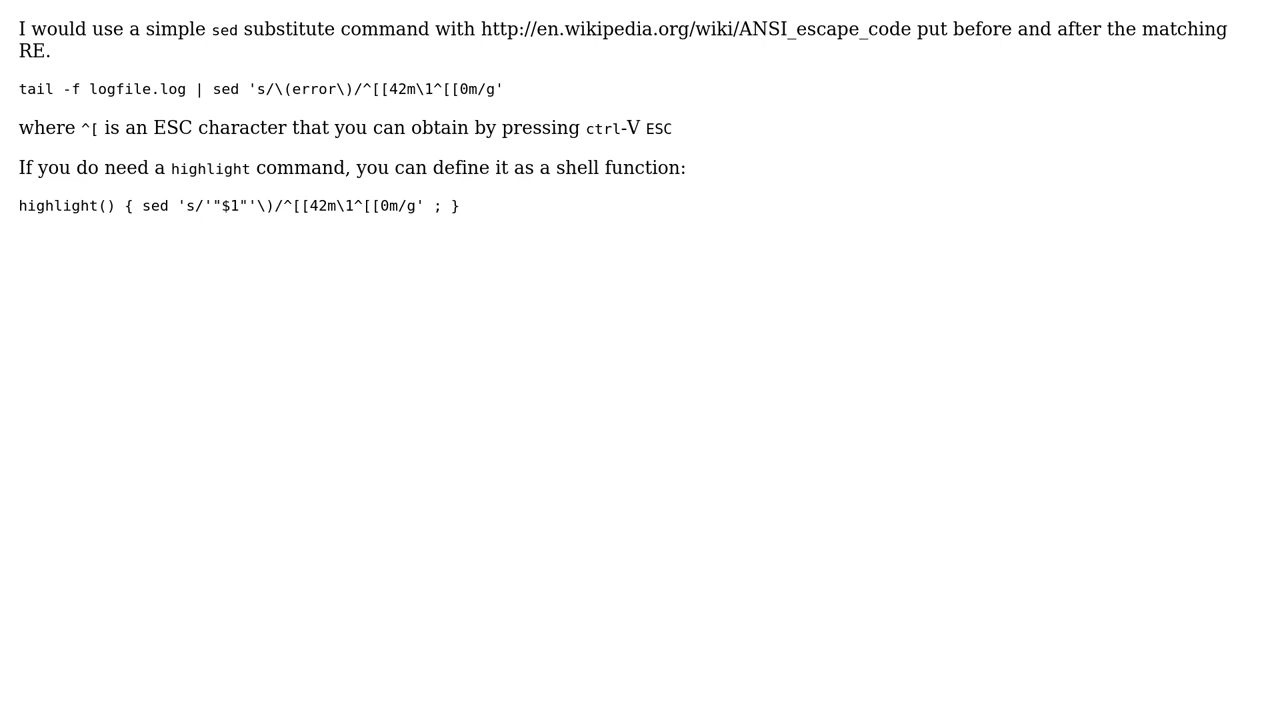 I would use a simple sed substitute command with http://en.wikipedia.org/wiki/ANSI_escape_code put before and after the matching
RE.
tail -f logfile.log | sed 's/\(error\)/^[[42m\1^[[0m/g'
where ^[ is an ESC character that you can obtain by pressing ctrl-V ESC
If you do need a highlight command, you can define it as a shell function:
highlight() { sed 's/'"$1"'\)/^[[42m\1^[[0m/g' ; }